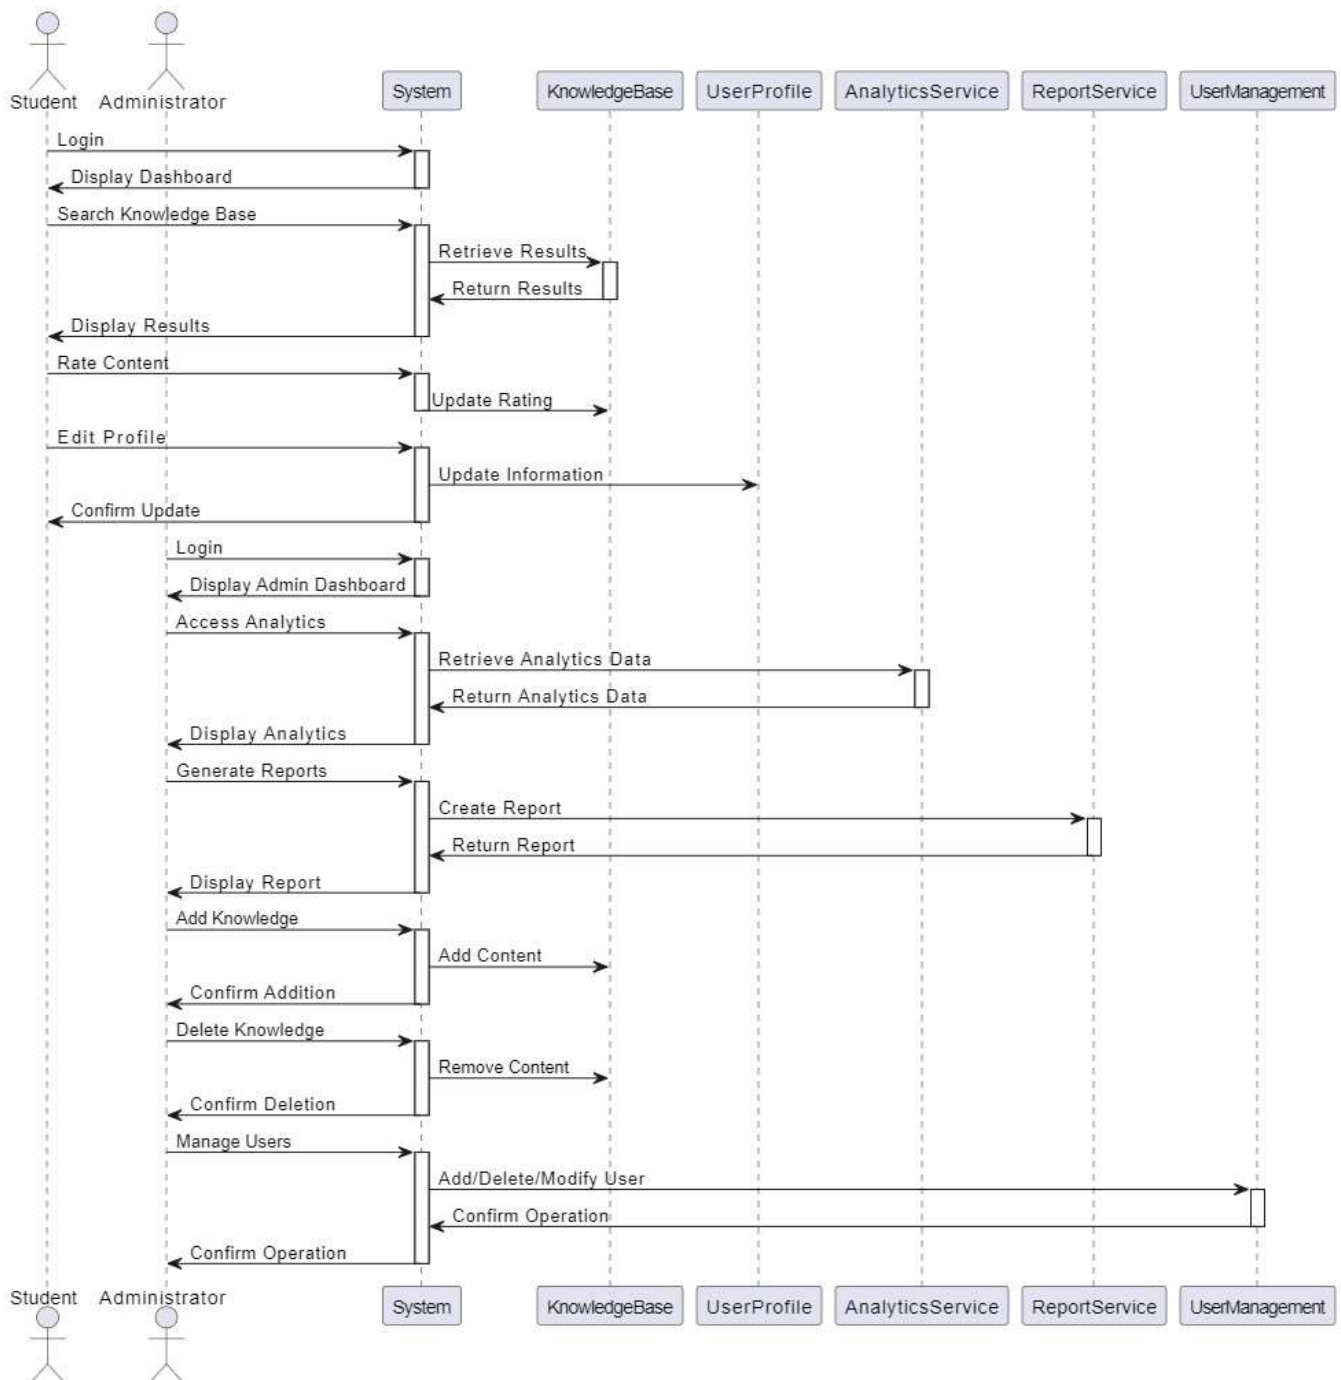 Student Administrator System KnowledgeBase UserProfile AnalyticsService ReportService UserManagement
Login
Display Dashboard
Search Knowledge Base
Retrieve Results
Return Results
Display Results
Rate Content
Update Rating
Edit Profile
Update Information
Confirm Update
Login
Display Admin Dashboard
Access Analytics
Retrieve Analytics Data
Return Analytics Data
Display Analytics
Generate Reports
Create Report
Return Report
Display Report
Add Knowledge
Add Content
Confirm Addition
Delete Knowledge
Remove Content
Confirm Deletion
Manage Users
Add/Delete/Modify User
Confirm Operation
Confirm Operation
Student Administrator System KnowledgeBase UserProfile AnalyticsService ReportService UserManagement